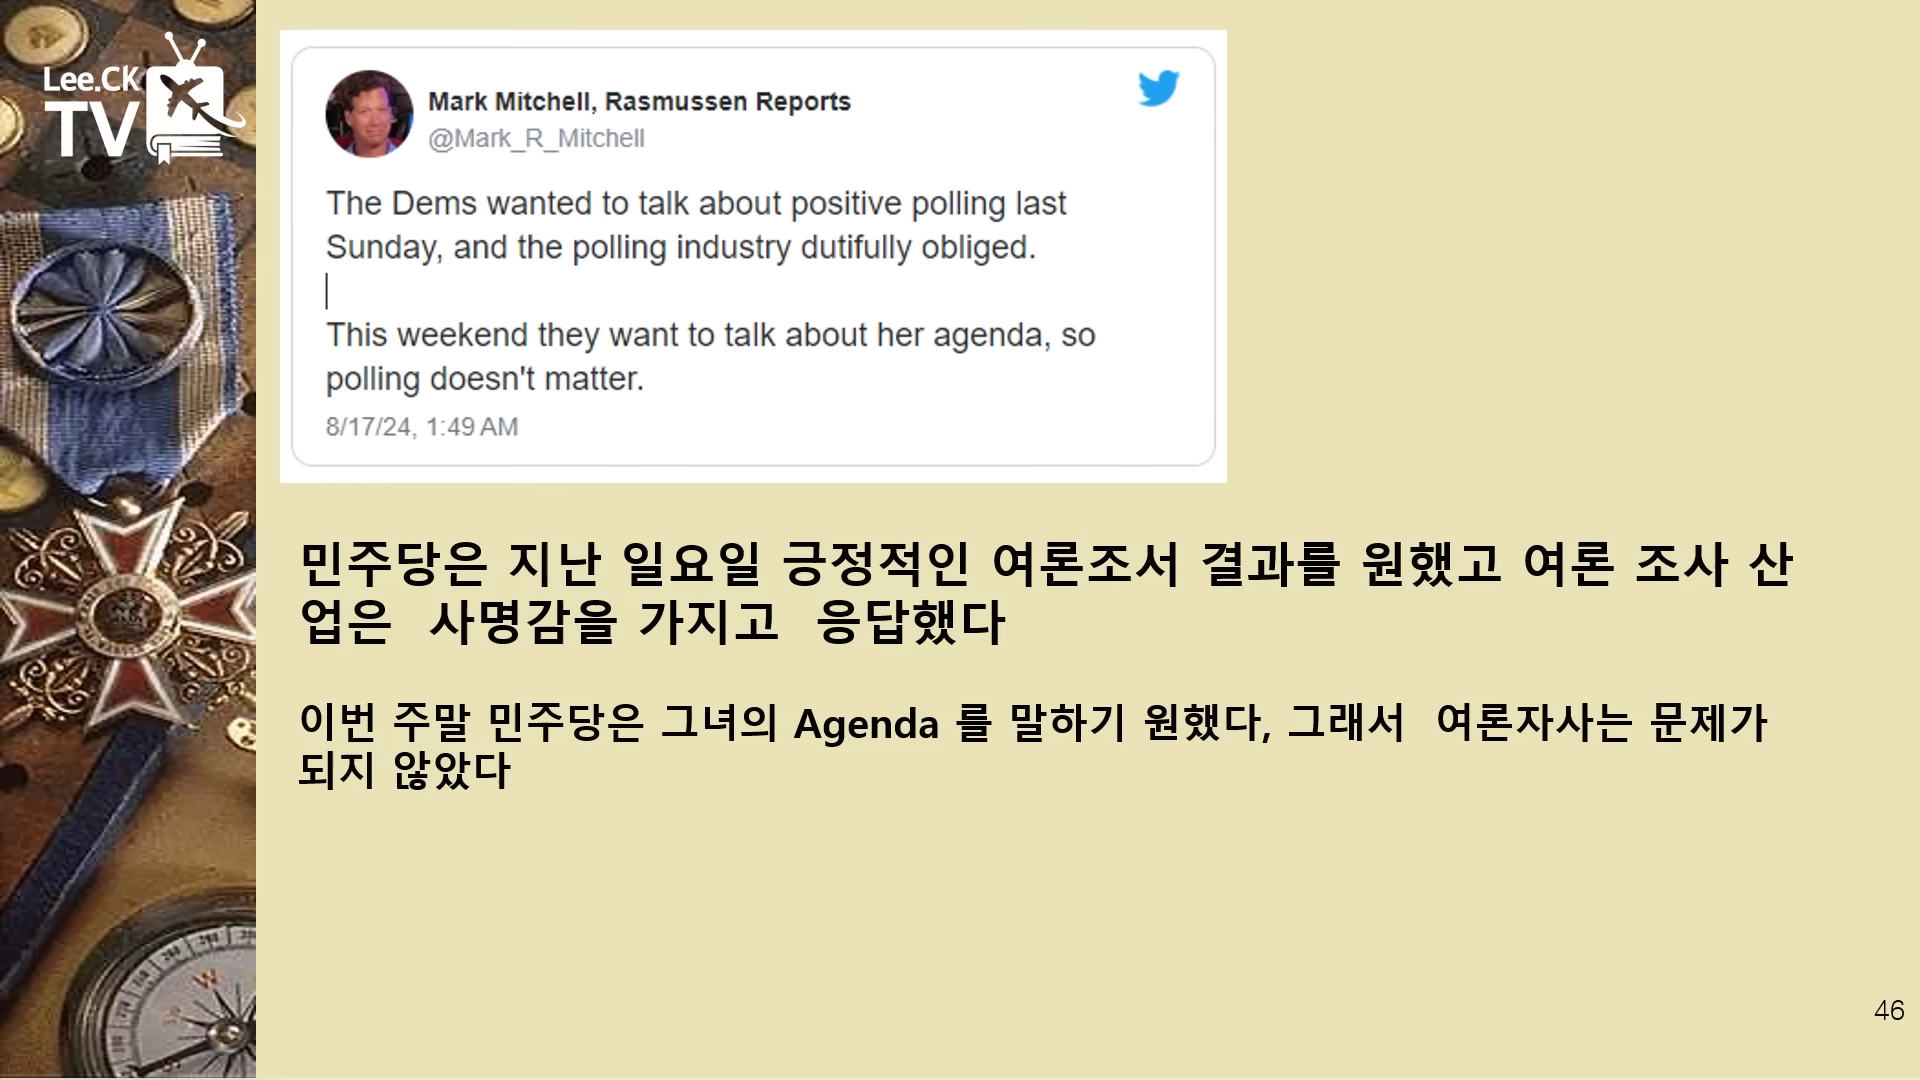 Lee.CK
TV
Mark Mitchell, Rasmussen Reports
@Mark_R_Mitchell
The Dems wanted to talk about positive polling last
Sunday, and the polling industry dutifully obliged.
This weekend they want to talk about her agenda, so
polling doesn't matter.
8/17/24, 1:49 AM
민주당은 지난 일요일 긍정적인 여론조서 결과를 원했고 여론 조사 산
업은 사명감을 가지고 응답했다
이번 주말 민주당은 그녀의 Agenda 를 말하기 원했다, 그래서 여론자사는 문제가
되지 않았다
W
46